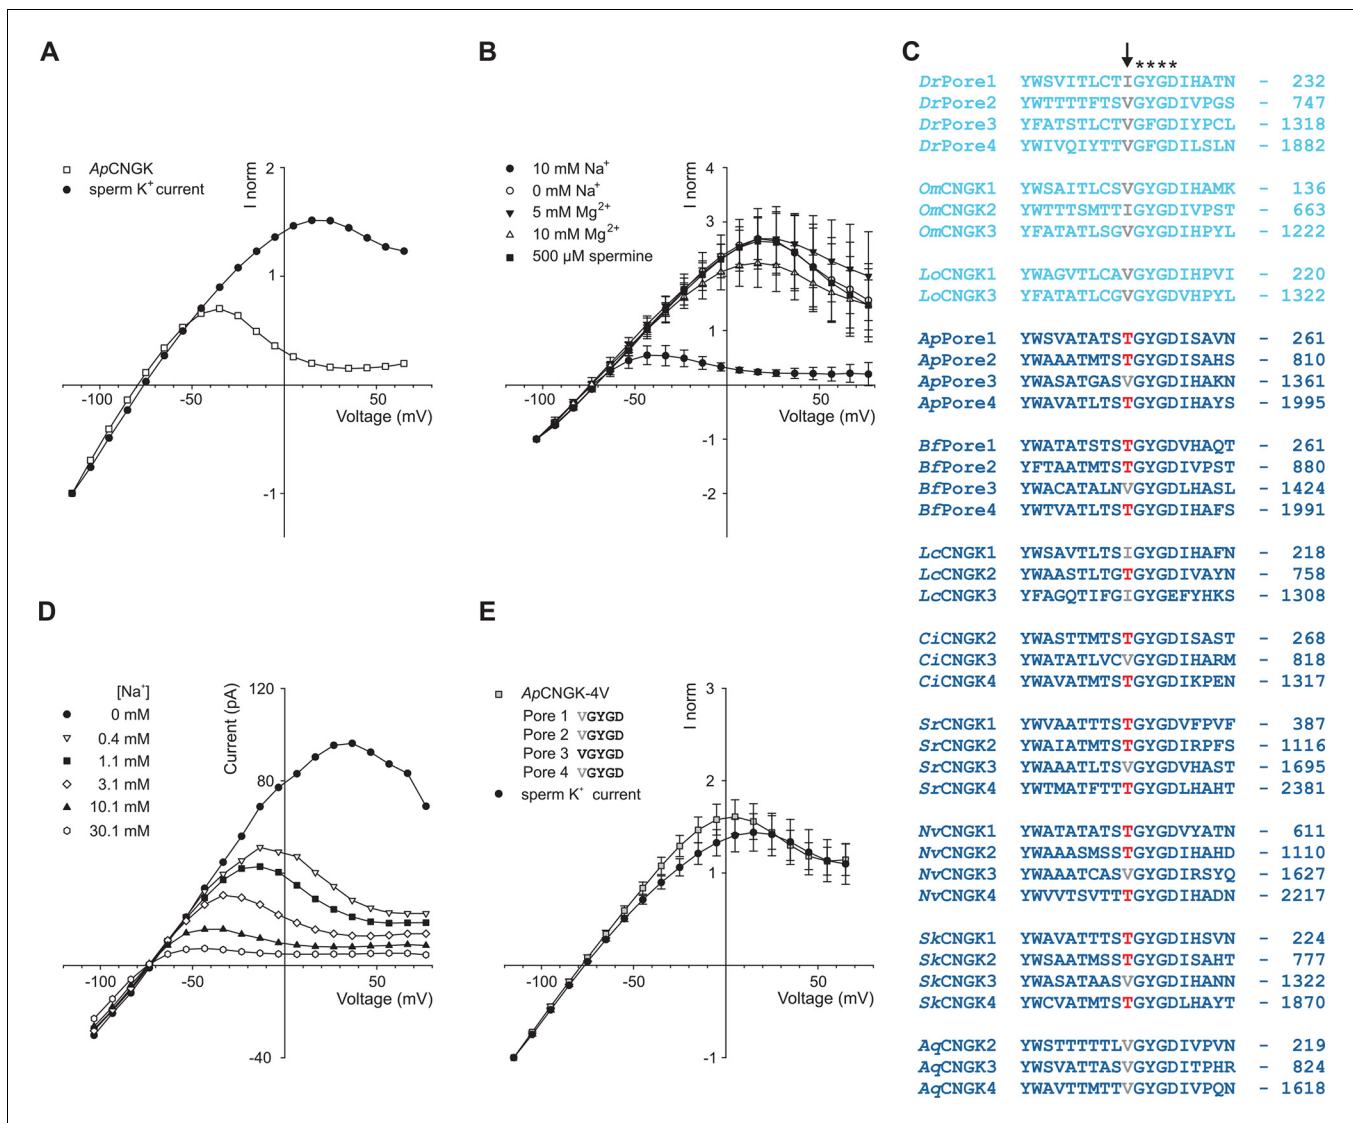 A
ApCNGK
sperm K+ current
I norm
2
1
-1
-100
-50
50
Voltage (mV)
B
10 mM Na+
0 mM Na+
5 mM Mg2+
10 mM Mg2+
500 µM spermine
I norm
4
3
1
-1
-2
-100
-50
50
Voltage (mV)
C
****
DrPore1 YWSVITLCTIGYGDIHATN - 232
DrPore2 YWTTTTFTSVGYGDIVPGS - 747
DrPore3 YFATSTLCTVGFGDIYPCL - 1318
DrPore4 YWIVQIYTTVGFGDILSLN - 1882
OmCNGK1 YWSAITLCSVGYGDIHAMK - 136
OmCNGK2 YWTTTSMTTIGYGDIVPST - 663
OmCNGK3 YFATATLSGVGYGDIHPYL - 1222
LoCNGK1 YWAGVTLCAVGYGDIHPVI - 220
LoCNGK3 YFATATLCGVGYGDVHPYL - 1322
ApPore1 YWSVATATSTGYGDISAVN - 261
ApPore2 YWAAATMTSTGYGDISAHS - 810
ApPore3 YWASATGASVGYGDIHAKN - 1361
ApPore4 YWAVATLTSTGYGDIHAYS - 1995
BfPore1 YWATATSTSTGYGDVHAQT - 261
BfPore2 YFTAATMTSTGYGDIVPST - 880
BfPore3 YWACATALNVGYGDLHASL - 1424
BfPore4 YWTVATLTSTGYGDIHAFS - 1991
LcCNGK1 YWSAVTLTSIGYGDIHAFN - 218
LcCNGK2 YWAASTLTGTGYGDIVAYN - 758
LcCNGK3 YFAGQTIFGIGYGEFYHKS - 1308
CiCNGK2 YWASTTMTSTGYGDISAST - 268
CiCNGK3 YWATATLVCVGYGDIHARM - 818
CiCNGK4 YWAVATMTSTGYGDIKPEN - 1317
SrCNGK1 YWVAATTTSTGYGDVFPVF - 387
SrCNGK2 YWAIATMTSTGYGDIRPFS - 1116
SrCNGK3 YWAAATLTSVGYGDVHAST - 1695
SrCNGK4 YWTMATFTTTGYGDLHAHT - 2381
NvCNGK1 YWATATATSTGYGDVYATN - 611
NvCNGK2 YWAAASMSSTGYGDIHAHD - 1110
NvCNGK3 YWAAATCASVGYGDIRSYQ - 1627
NvCNGK4 YWVVTSVTTTGYGDIHADN - 2217
SkCNGK1 YWAVATTTSTGYGDIHSVN - 224
SkCNGK2 YWSAATMSSTGYGDISAHT - 777
SkCNGK3 YWASATAASVGYGDIHANN - 1322
SkCNGK4 YWCVATMTSTGYGDLHAYT - 1870
AqCNGK2 YWSTTTTTLVGYGDIVPVN - 219
AqCNGK3 YWSVATTASVGYGDITPHR - 824
AqCNGK4 YWAVTTMTTVGYGDIVPQN - 1618
D
[Na+]
0 mM
0.4 mM
1.1 mM
3.1 mM
10.1 mM
30.1 mM
Current (pA)
120
80
-40
-100
-50
50
Voltage (mV)
E
ApCNGK-4V
Pore 1 VGYGD
Pore 2 VGYGD
Pore 3 VGYGD
Pore 4 VGYGD
sperm K+ current
I norm
3
2
1
-1
-100
-50
50
Voltage (mV)